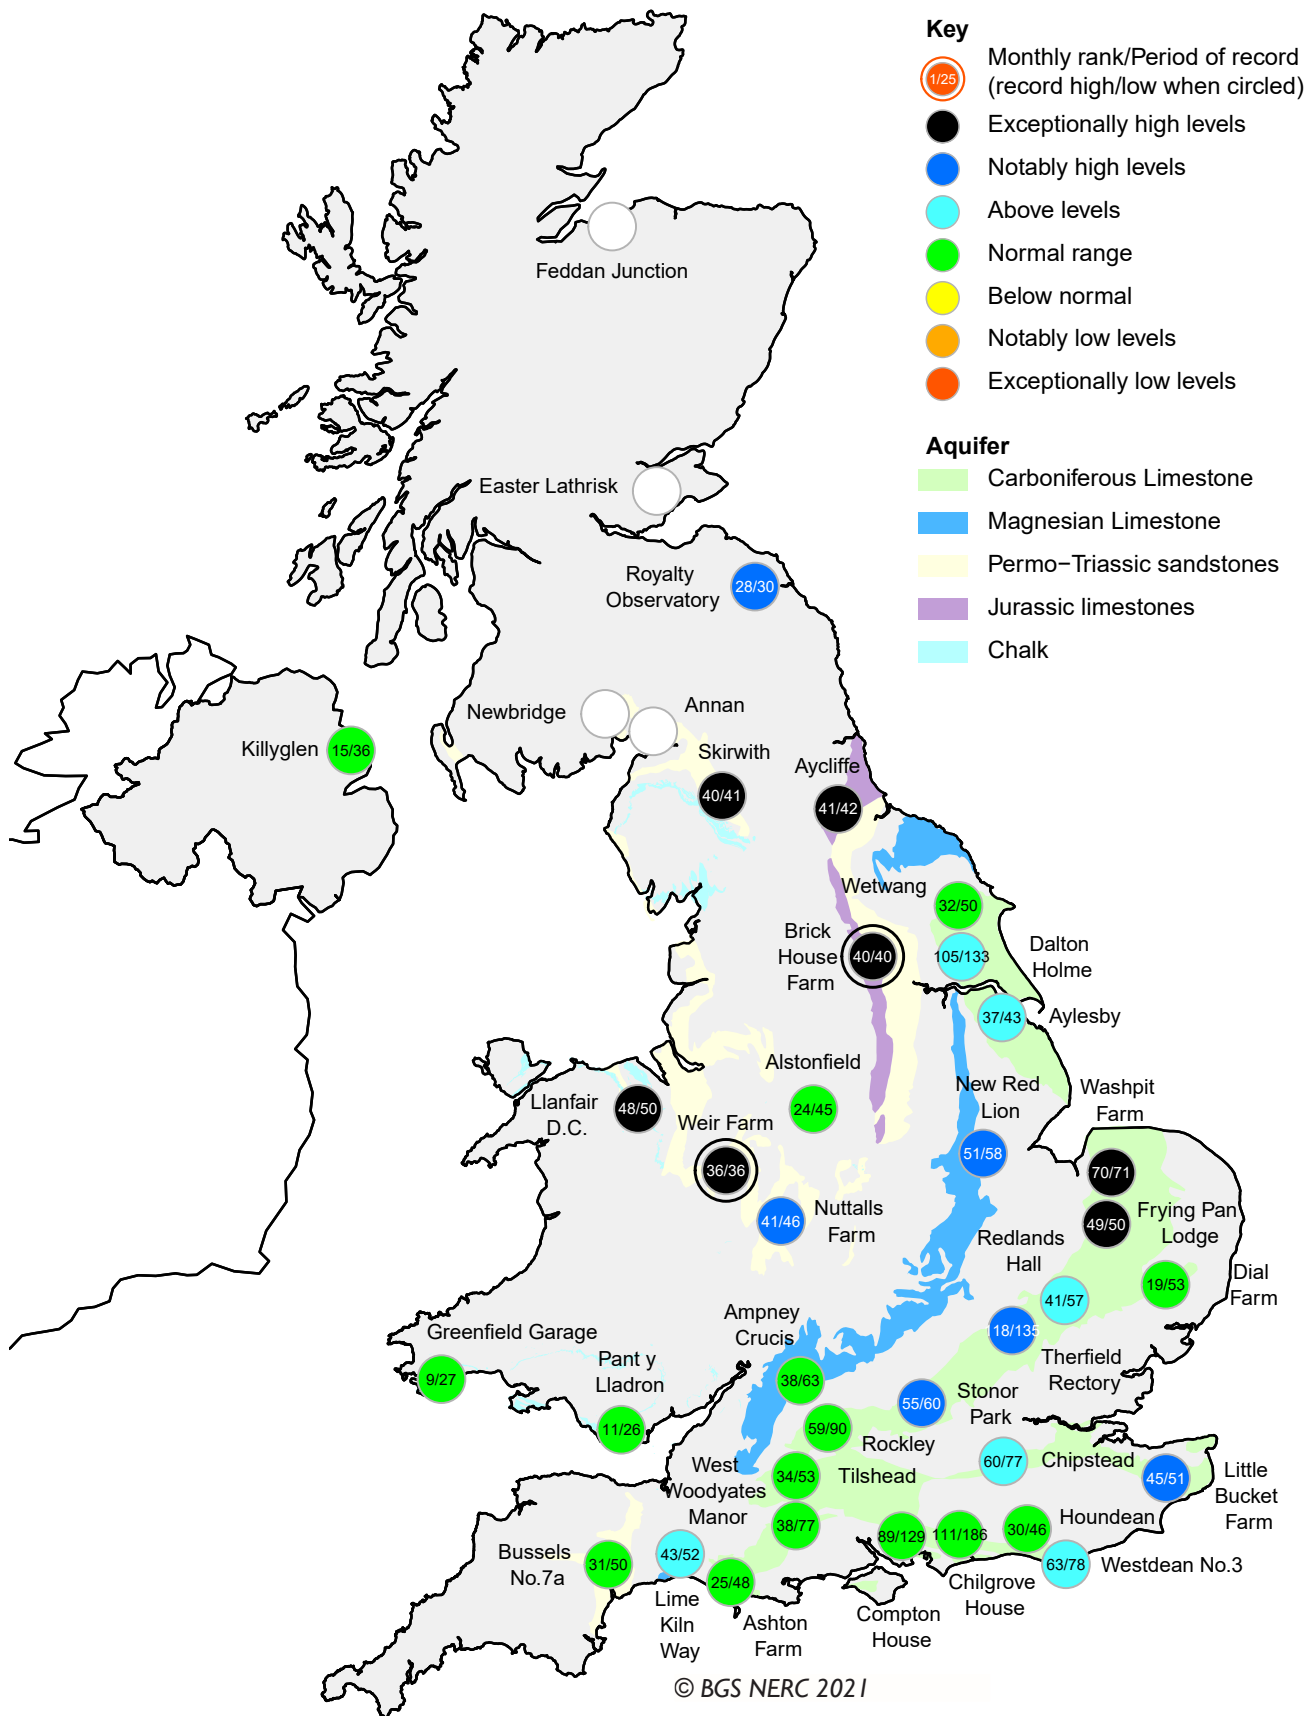 Key
1/25
Monthly rank/Period of record
(record high/low when circled)
Exceptionally high levels
Notably high levels
Above levels
Normal range
Below normal
Notably low levels
Exceptionally low levels
Aquifer
Carboniferous Limestone
Magnesian Limestone
Permo−Triassic sandstones
Jurassic limestones
Chalk
Feddan Junction
Easter Lathrisk
Royalty
Observatory
28/30
Newbridge
Annan
Killyglen
15/36
Skirwith
40/41
Aycliffe
41/42
Wetwang
32/50
Brick
House
Farm
40/40
105/133
Dalton
Holme
37/43
Aylesby
Alstonfield
24/45
Llanfair
D.C.
48/50
Weir Farm
36/36
New Red
Lion
51/58
Washpit
Farm
70/71
Nuttalls
Farm
41/46
49/50
Frying Pan
Lodge
Redlands
Hall
41/57
19/53
Dial
Farm
118/135
Therfield
Rectory
Ampney
Crucis
38/63
Greenfield Garage
9/27
Pant y
Lladron
11/26
55/60
Stonor
Park
59/90
Rockley
60/77
Chipstead
45/51
Little
Bucket
Farm
34/53
Tilshead
West
Woodyates
Manor
38/77
89/129
111/186
30/46
Houndean
63/78
Westdean No.3
Bussels
No.7a
31/50
43/52
Lime
Kiln
Way
25/48
Ashton
Farm
Compton
House
Chilgrove
House
© BGS NERC 2021